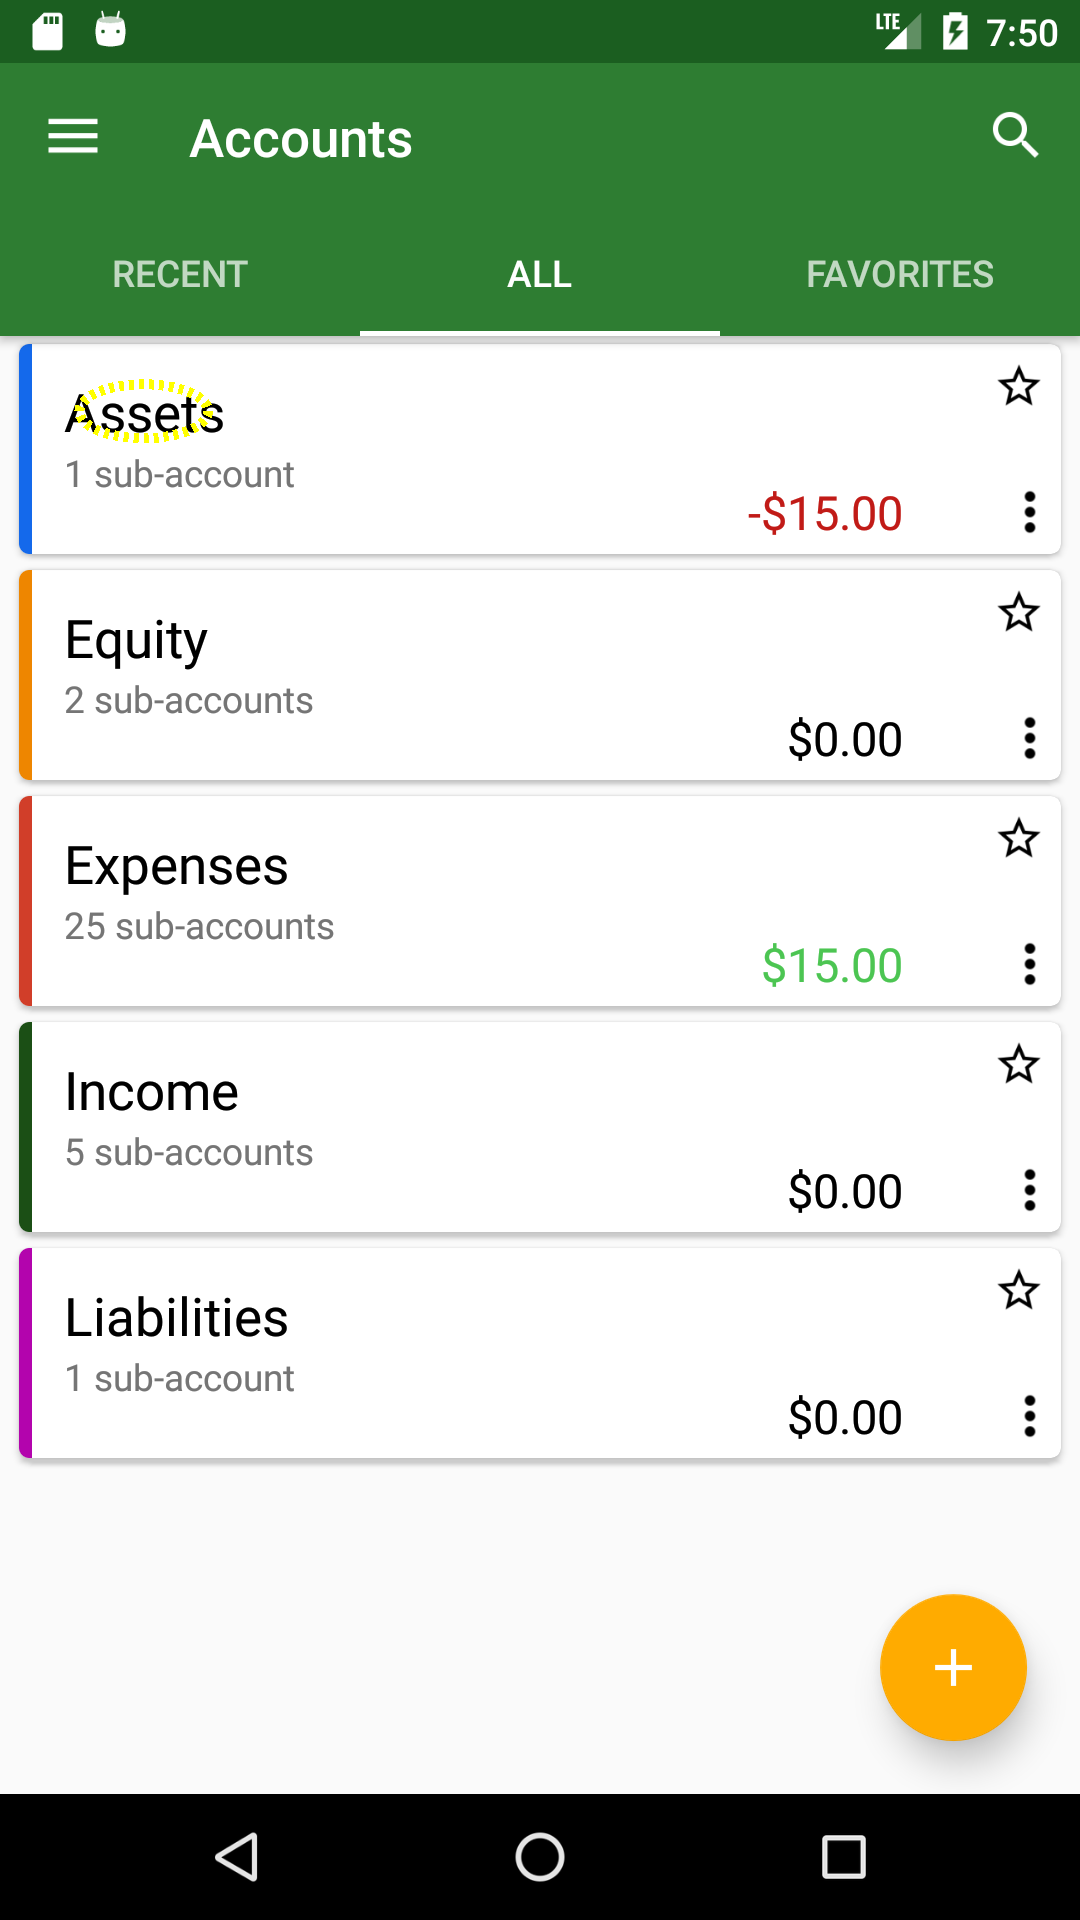 LTE 7:50
Accounts
RECENT ALL FAVORITES
Assets
1 sub-account
-$15.00
Equity
2 sub-accounts
$0.00
Expenses
25 sub-accounts
$15.00
Income
5 sub-accounts
$0.00
Liabilities
1 sub-account
$0.00